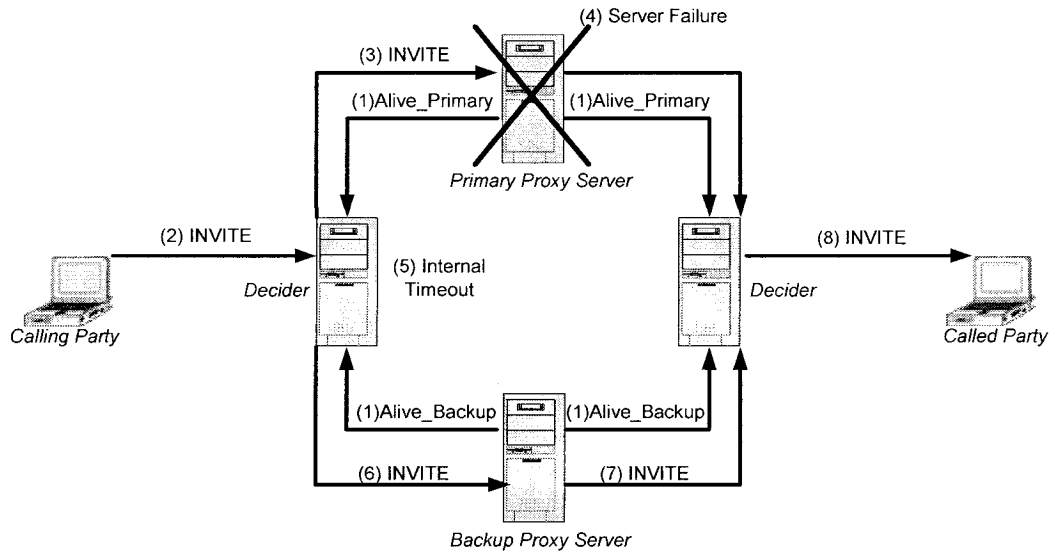 (4) Server Failure
(3) INVITE
(1)Alive_Primary
(1)Alive_Primary
Primary Proxy Server
(2) INVITE
(8) INVITE
(5) Internal
Timeout
Decider
Decider
Calling Party
Called Party
(1)Alive_Backup
(1)Alive_Backup
(6) INVITE
(7) INVITE
Backup Proxy Server